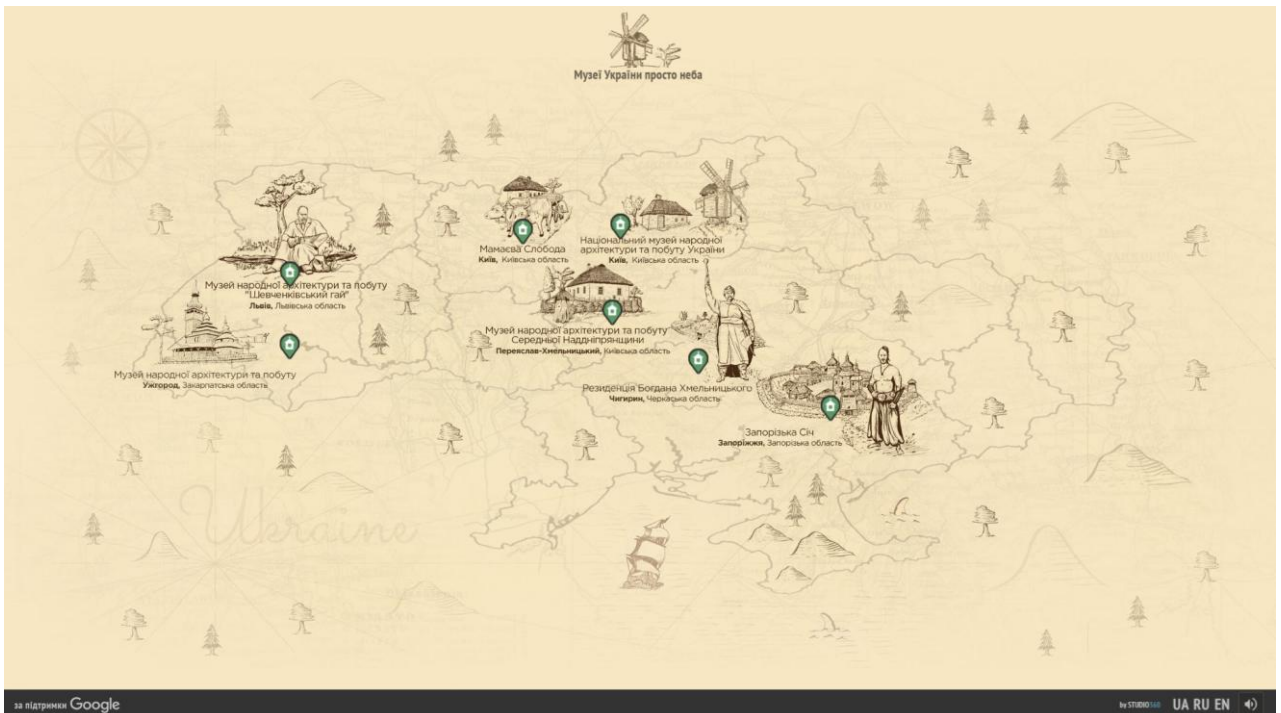 Музеї України просто неба
Мамаєва Слобода
Київ, Київська область
Національний музей народної
архітектури та побуту України
Київ, Київська область
Музей народної архітектури та побуту
"Шевченківський гай"
Львів, Львівська область
Музей народної архітектури та побуту
Середньої Наддніпрянщини
Переяслав-Хмельницький, Київська область
Музей народної архітектури та побуту
Ужгород, Закарпатська область
Резиденція Богдана Хмельницького
Чигирин, Черкаська область
Запорізька Січ
Запоріжжя, Запорізька область
Ukraine
за підтримки Google
by STUDIO360 UA RU EN